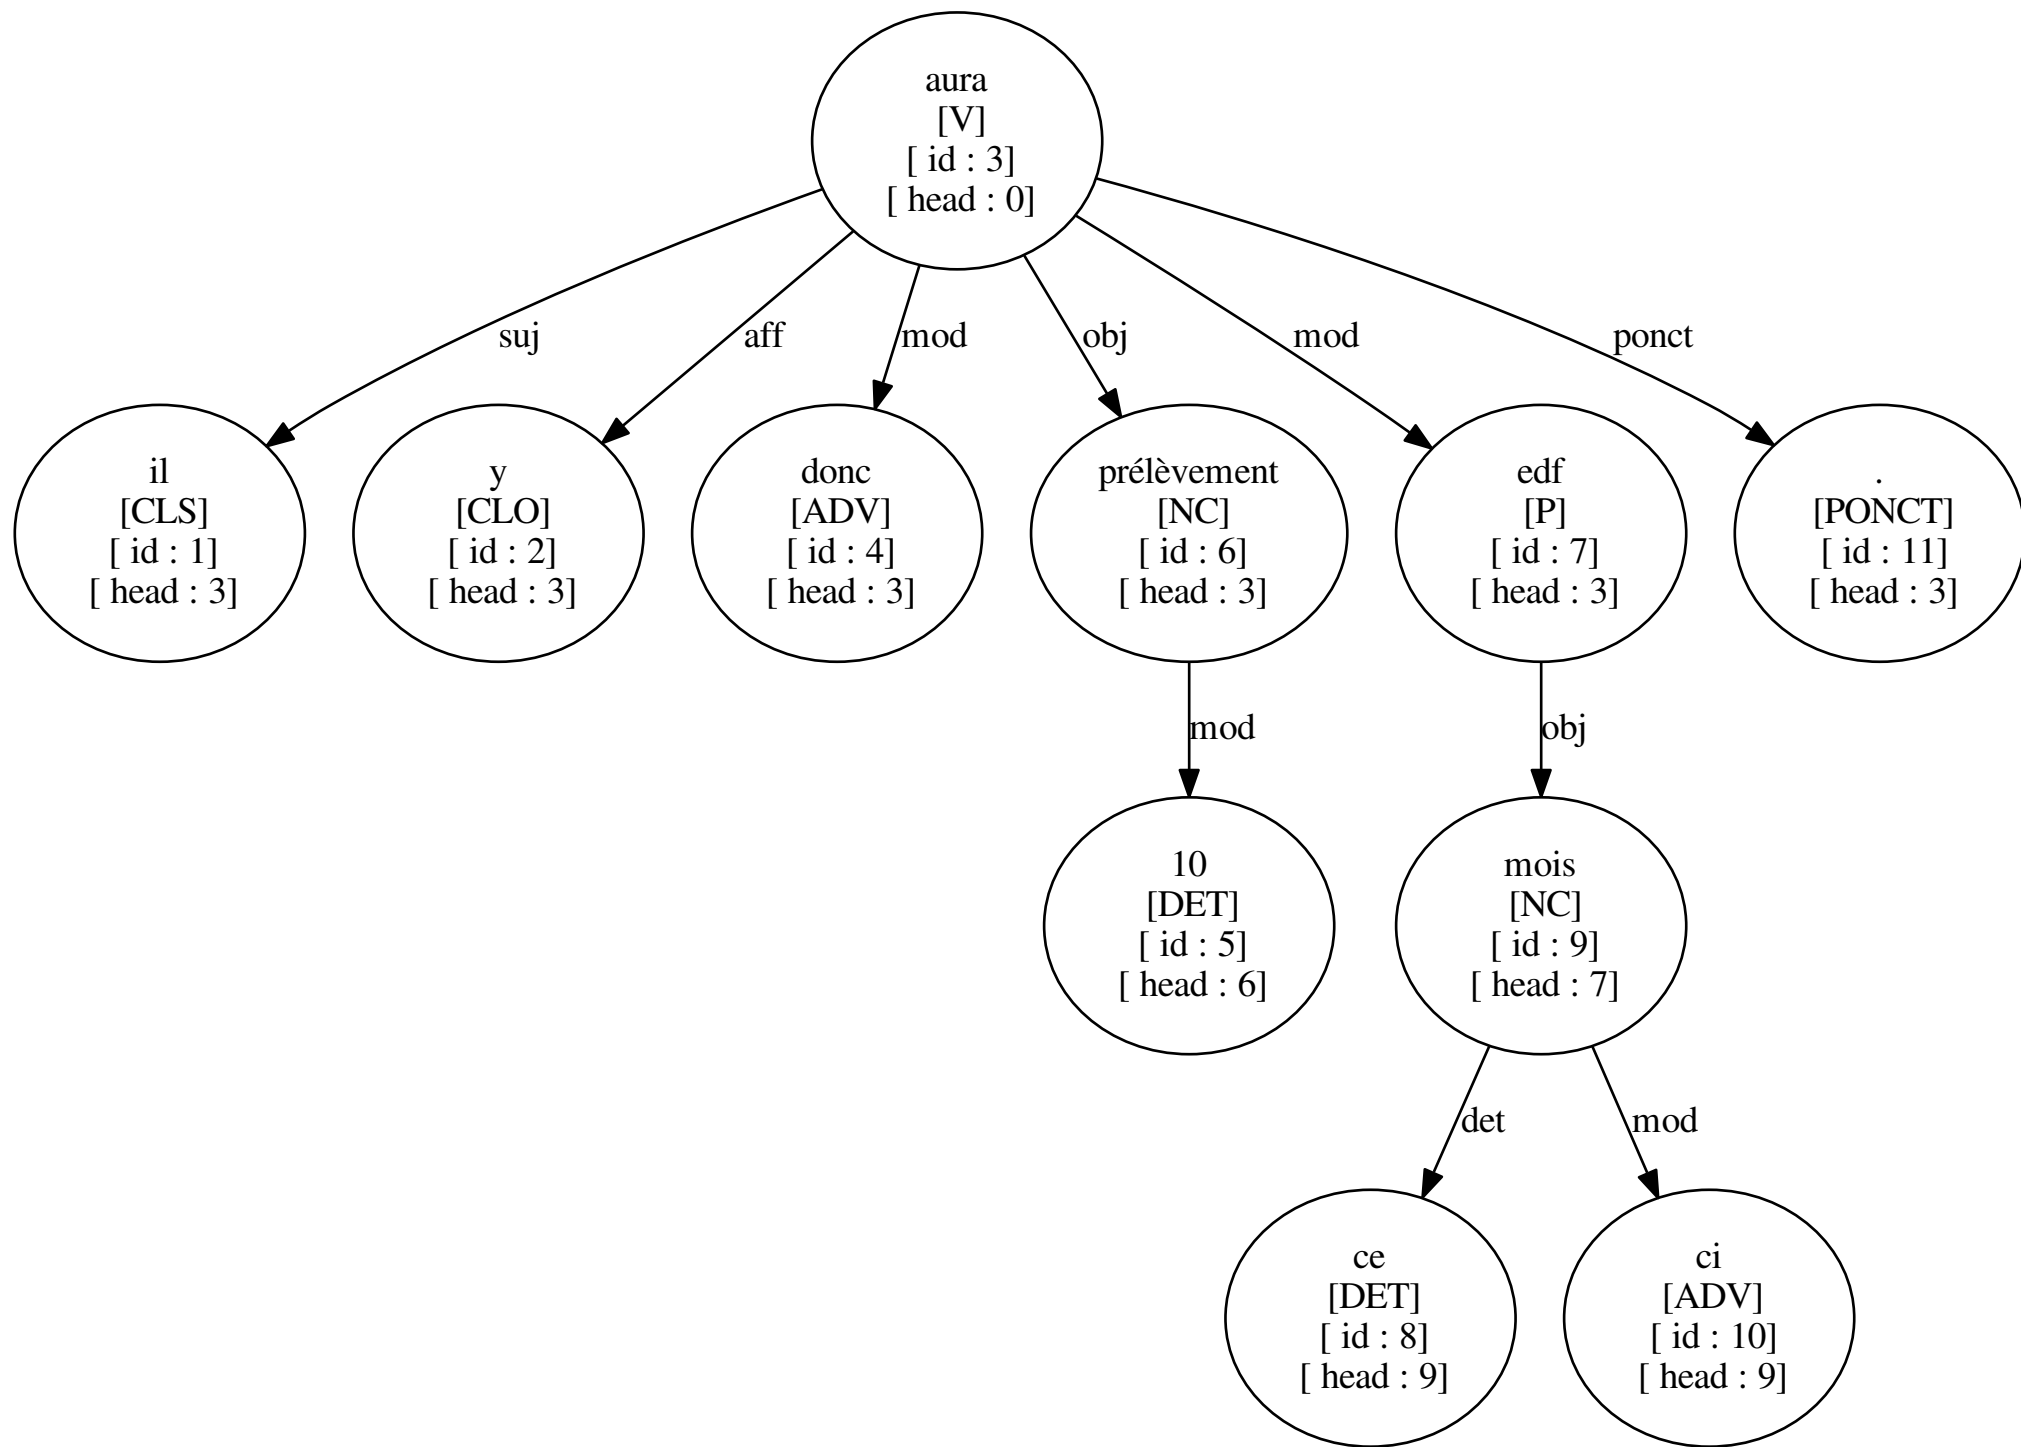 aura
[V]
[ id : 3]
[ head : 0]
suj
aff
mod
obj
mod
ponct
il
[CLS]
[ id : 1]
[ head : 3]
y
[CLO]
[ id : 2]
[ head : 3]
donc
[ADV]
[ id : 4]
[ head : 3]
prélèvement
[NC]
[ id : 6]
[ head : 3]
edf
[P]
[ id : 7]
[ head : 3]
.
[PONCT]
[ id : 11]
[ head : 3]
mod
obj
10
[DET]
[ id : 5]
[ head : 6]
mois
[NC]
[ id : 9]
[ head : 7]
det
mod
ce
[DET]
[ id : 8]
[ head : 9]
ci
[ADV]
[ id : 10]
[ head : 9]